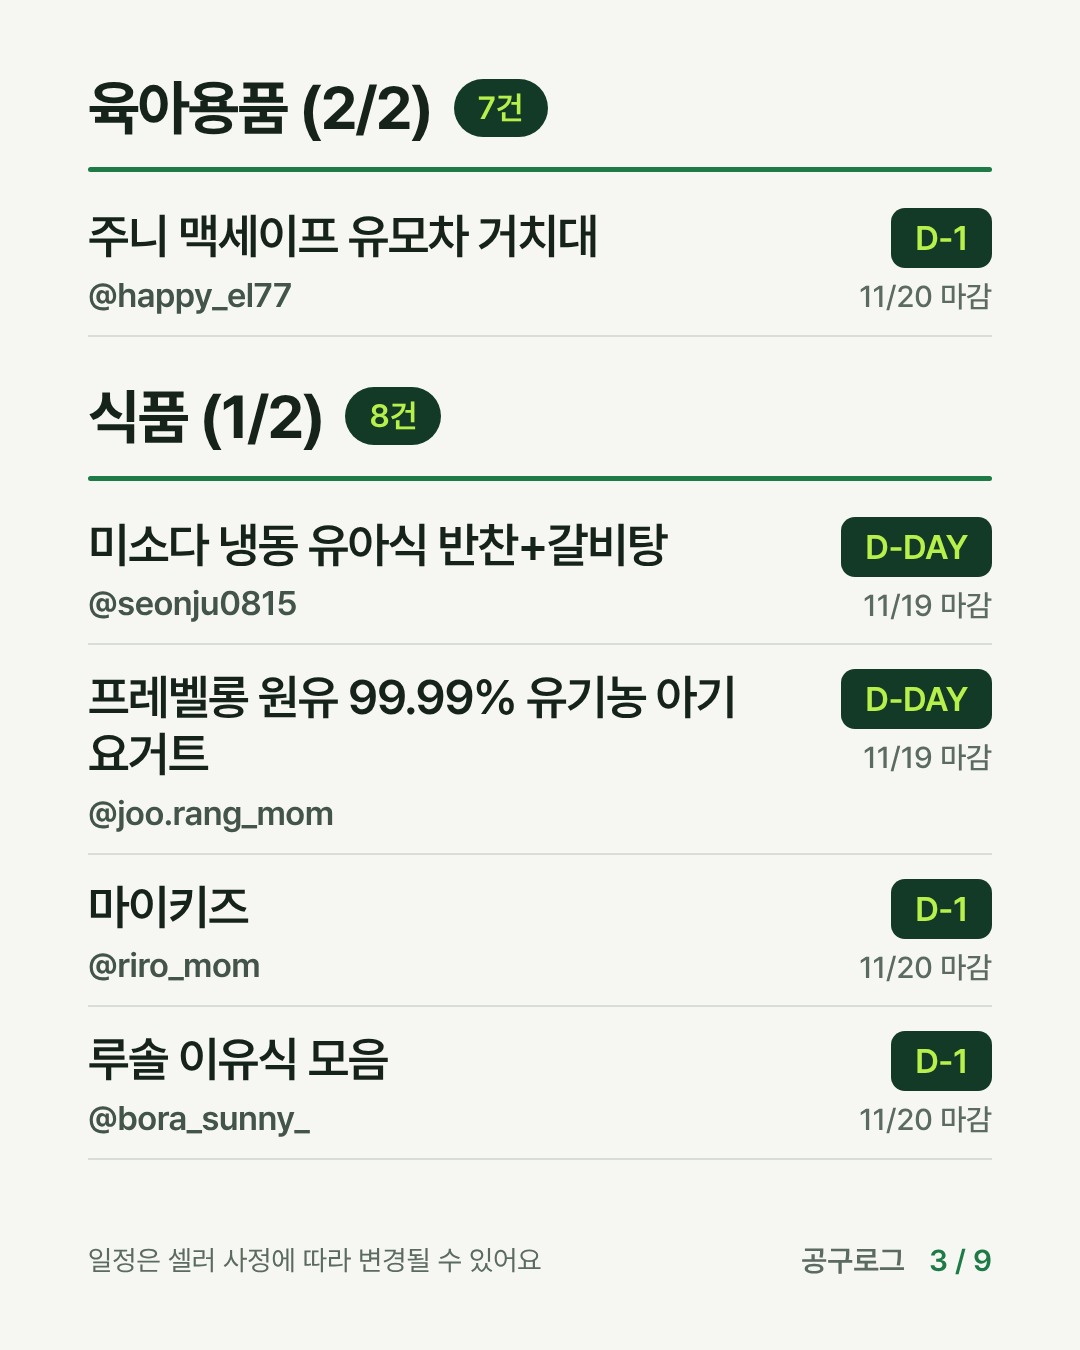 육아용품 (2/2) 7건
주니 맥세이프 유모차 거치대 D-1
@happy_el77 11/20 마감
식품 (1/2) 8건
미소다 냉동 유아식 반찬+갈비탕 D-DAY
@seonju0815 11/19 마감
프레벨롱 원유 99.99% 유기농 아기 D-DAY
요거트 11/19 마감
@joo.rang_mom
마이키즈 D-1
@riro_mom 11/20 마감
루솔 이유식 모음 D-1
@bora_sunny_ 11/20 마감
일정은 셀러 사정에 따라 변경될 수 있어요 공구로그 3 / 9